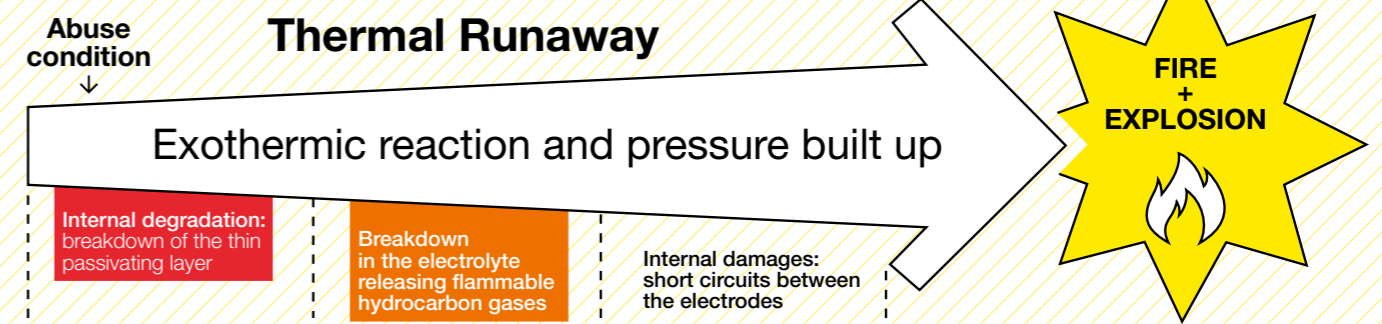 Abuse
condition
Thermal Runaway
Exothermic reaction and pressure built up
FIRE
+
EXPLOSION
Internal degradation:
breakdown of the thin
passivating layer
Breakdown
in the electrolyte
releasing flammable
hydrocarbon gases
Internal damages:
short circuits between
the electrodes